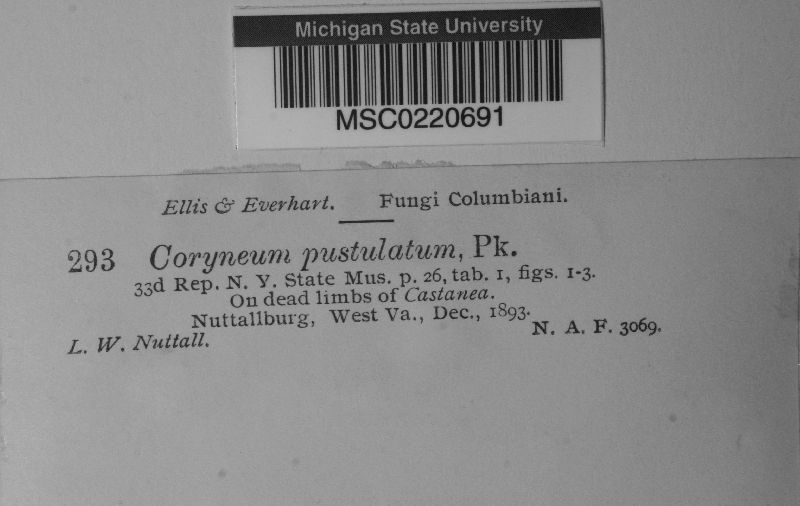 Michigan State University
MSC0220691
Ellis & Everhart. Fungi Columbiani.
293 Coryneum pustulatum, Pk.
33d Rep. N. Y. State Mus. p. 26, tab. 1, figs. 1-3.
On dead limbs of Castanea.
Nuttallburg, West Va., Dec., 1893.
L. W. Nuttall. N. A. F. 3069.